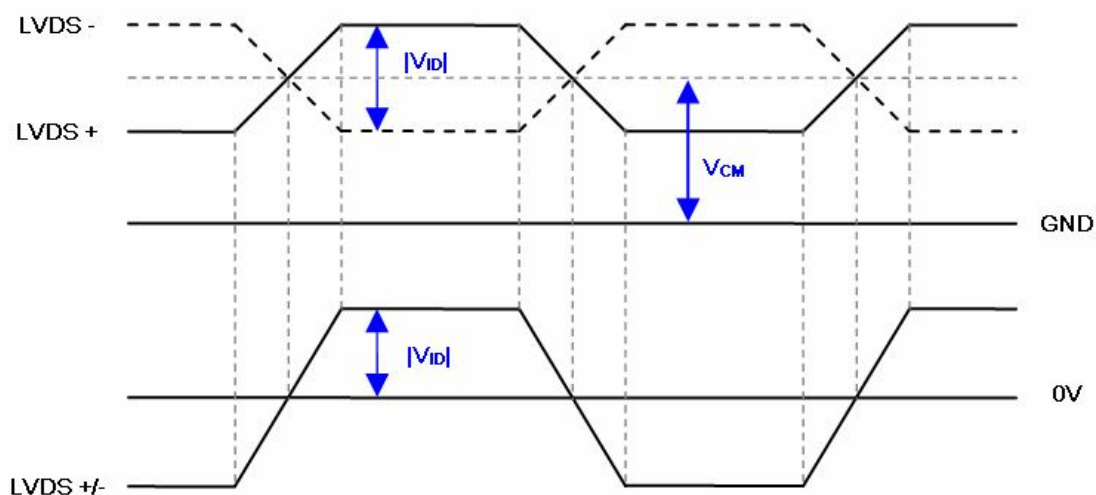 LVDS -
|VID|
LVDS +
VCM
GND
|VID|
0V
LVDS +/-